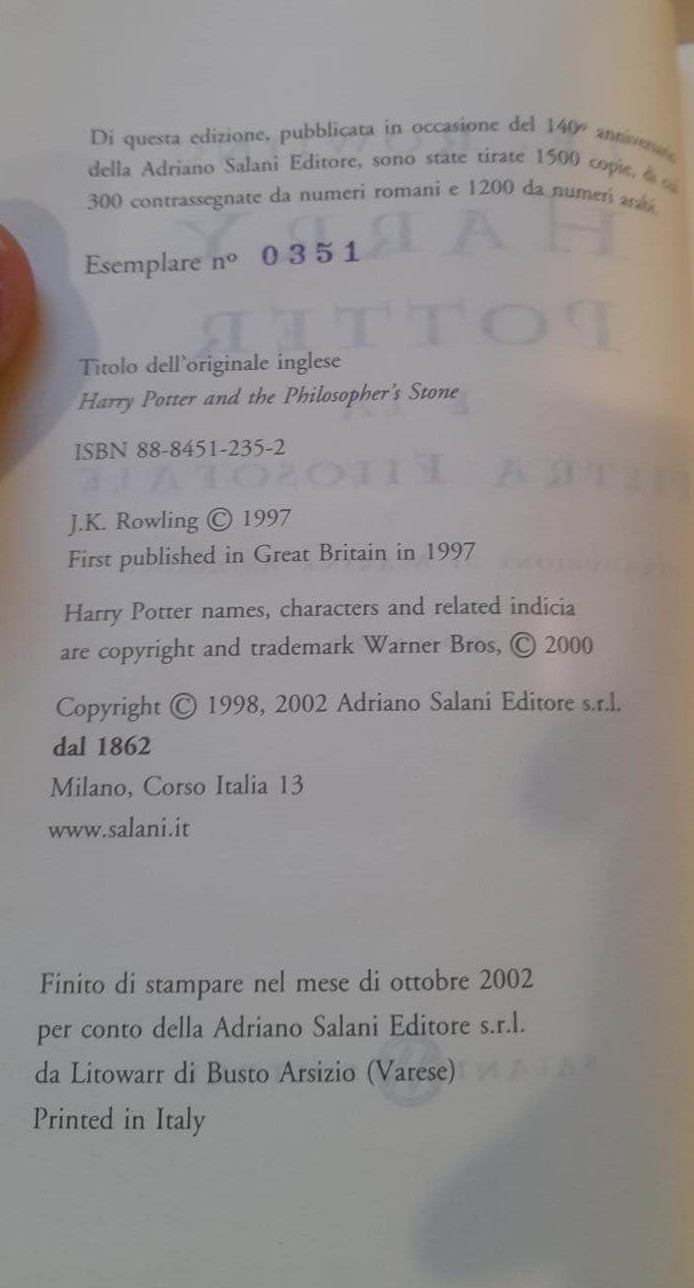 Di questa edizione, pubblicata in occasione del 140º anniversario
della Adriano Salani Editore, sono state tirate 1500 copie, di cui
300 contrassegnate da numeri romani e 1200 da numeri arabi.
Esemplare nº 0351
Titolo dell'originale inglese
Harry Potter and the Philosopher's Stone
ISBN 88-8451-235-2
J.K. Rowling © 1997
First published in Great Britain in 1997
Harry Potter names, characters and related indicia
are copyright and trademark Warner Bros, © 2000
Copyright © 1998, 2002 Adriano Salani Editore s.r.l.
dal 1862
Milano, Corso Italia 13
www.salani.it
Finito di stampare nel mese di ottobre 2002
per conto della Adriano Salani Editore s.r.l.
da Litowarr di Busto Arsizio (Varese)
Printed in Italy